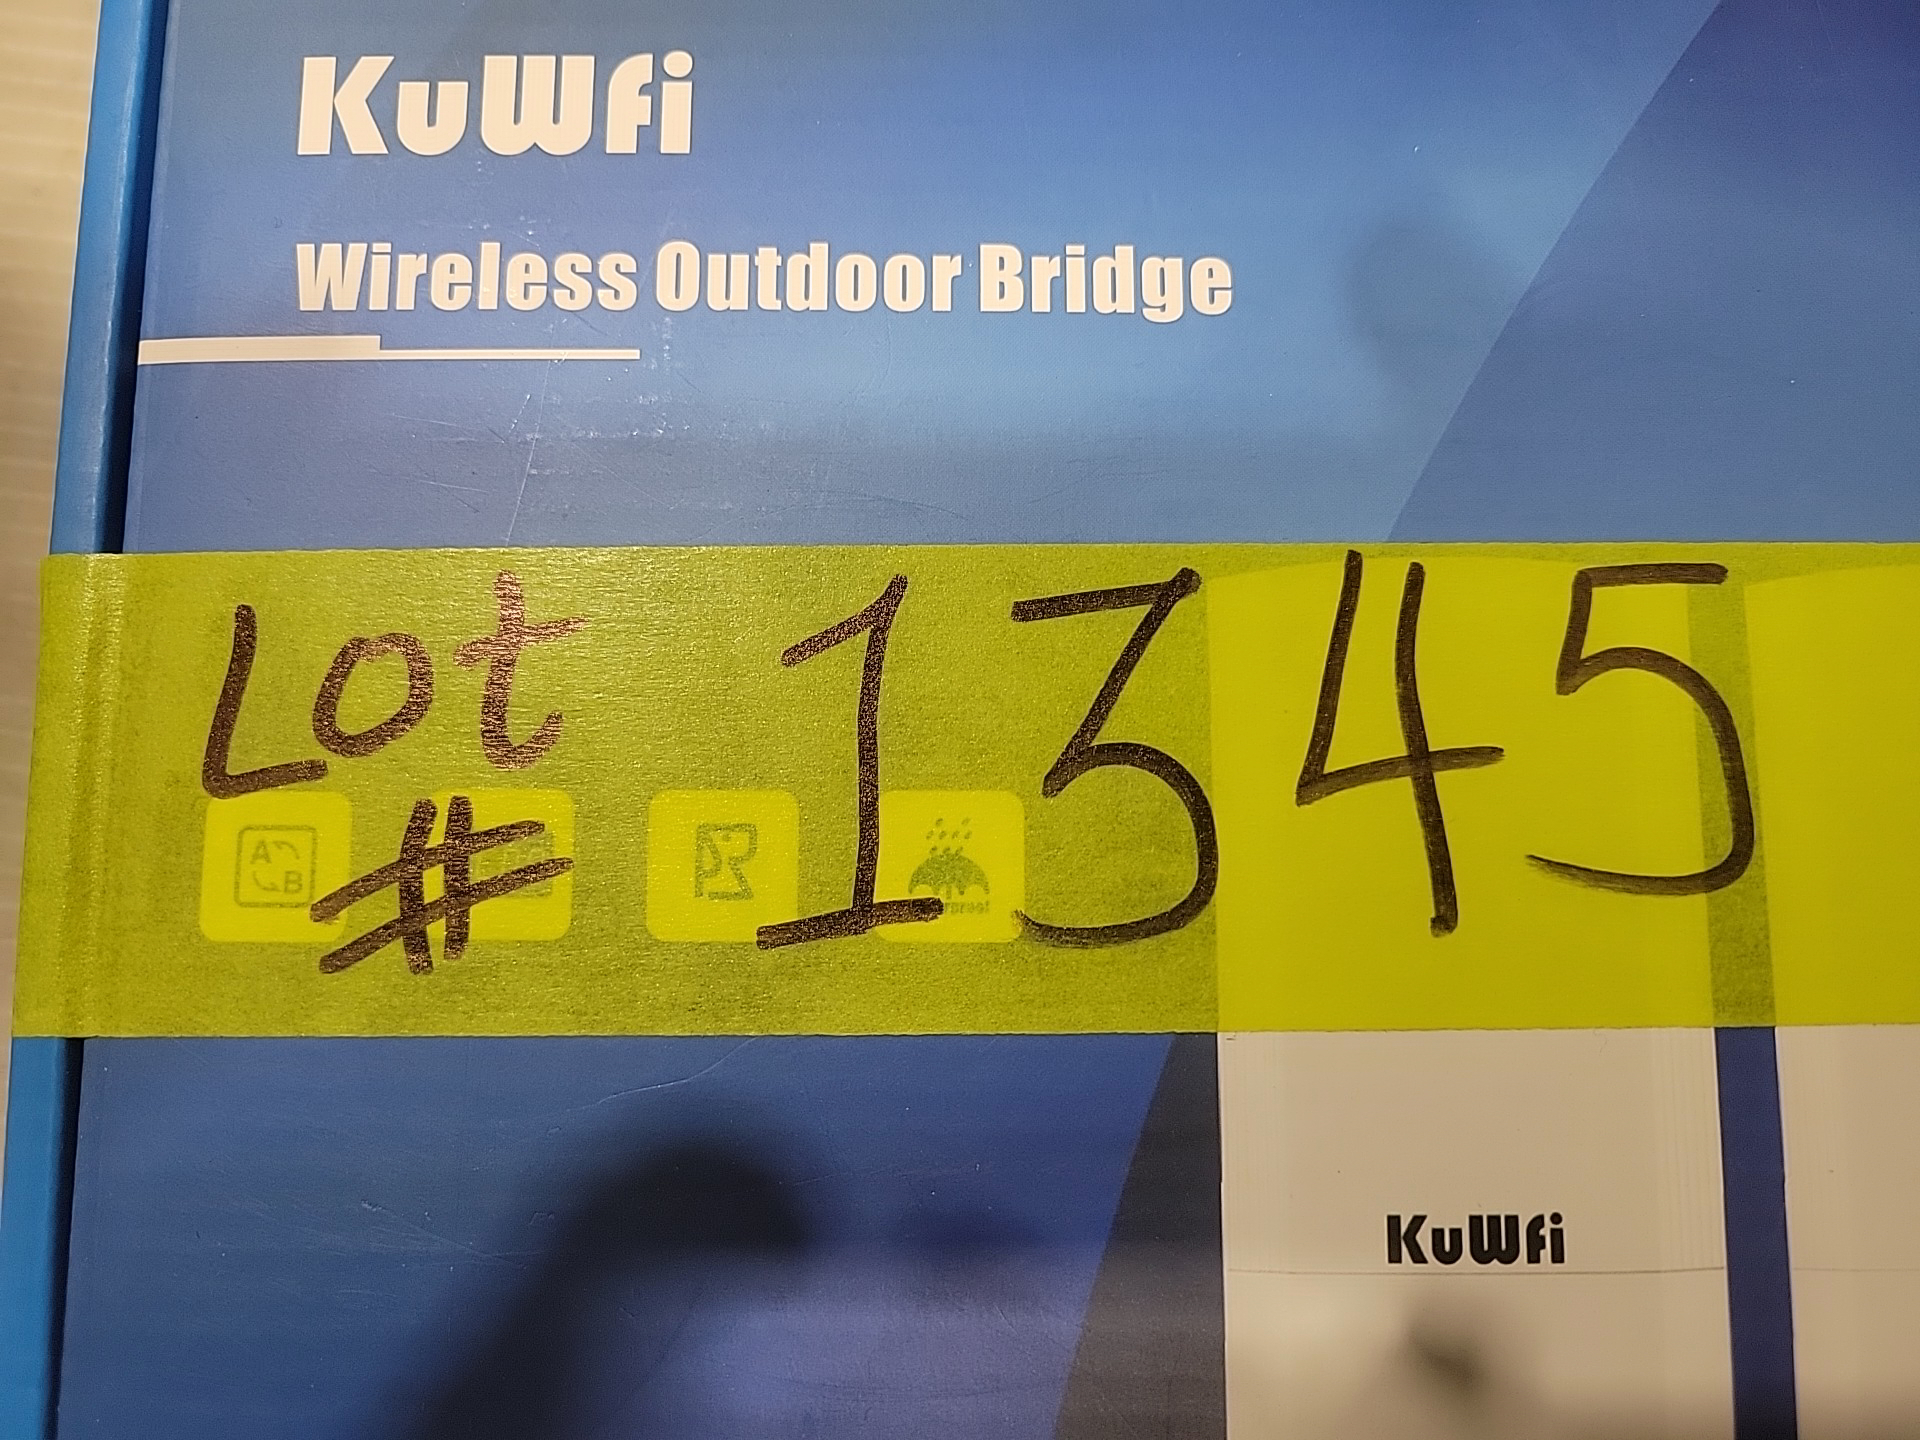 KuWfi
Wireless Outdoor Bridge
Lot # 1345
A
B
KuWfi